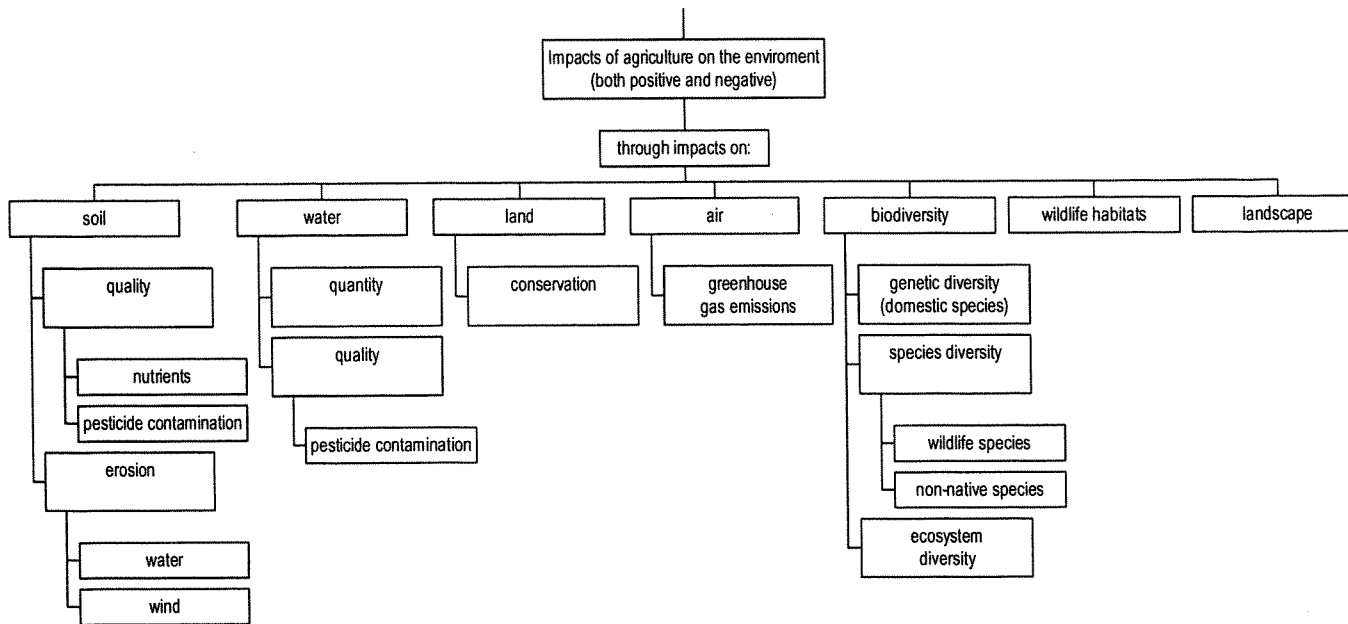 Impacts of agriculture on the enviroment
(both positive and negative)
through impacts on:
soil
water
land
air
biodiversity
wildlife habitats
landscape
quality
nutrients
pesticide contamination
erosion
water
wind
quantity
quality
pesticide contamination
conservation
greenhouse
gas emissions
genetic diversity
(domestic species)
species diversity
wildlife species
non-native species
ecosystem
diversity